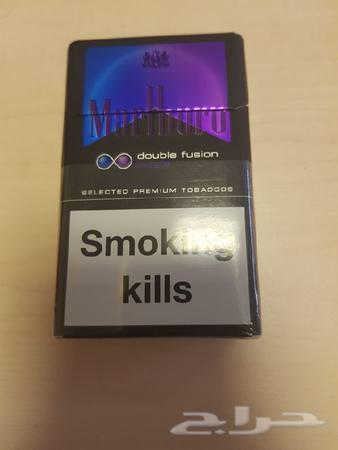 Marlboro
double fusion
SELECTED PREMIUM TOBACCOS
Smoking
kills
حراج